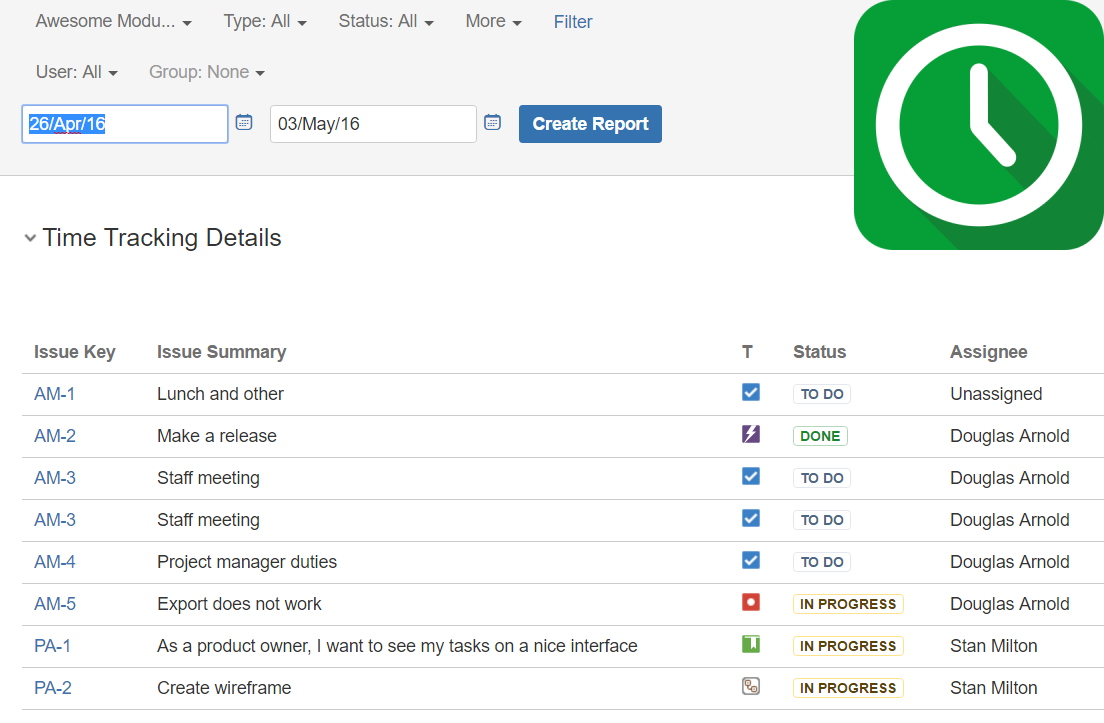 Awesome Modu... Type: All Status: All More Filter
User: All Group: None
26/Apr/16 03/May/16 Create Report
Time Tracking Details
Issue Key Issue Summary T Status Assignee
AM-1 Lunch and other TO DO Unassigned
AM-2 Make a release DONE Douglas Arnold
AM-3 Staff meeting TO DO Douglas Arnold
AM-3 Staff meeting TO DO Douglas Arnold
AM-4 Project manager duties TO DO Douglas Arnold
AM-5 Export does not work IN PROGRESS Douglas Arnold
PA-1 As a product owner, I want to see my tasks on a nice interface IN PROGRESS Stan Milton
PA-2 Create wireframe IN PROGRESS Stan Milton